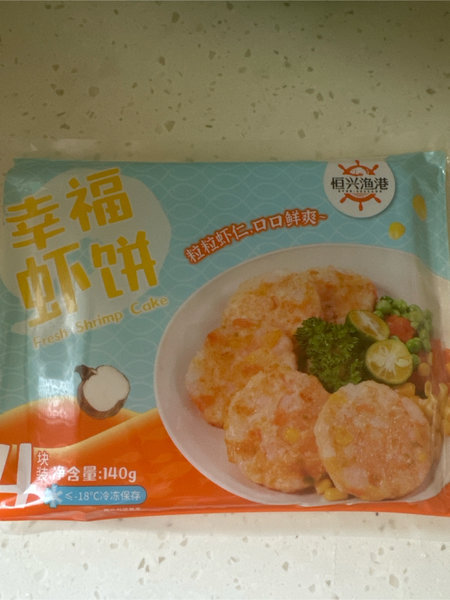 恒兴渔港
幸福
虾饼
Fresh Shrimp Cake
粒粒虾仁,口口鲜爽~
4块装
净含量:140g
≤-18℃冷冻保存